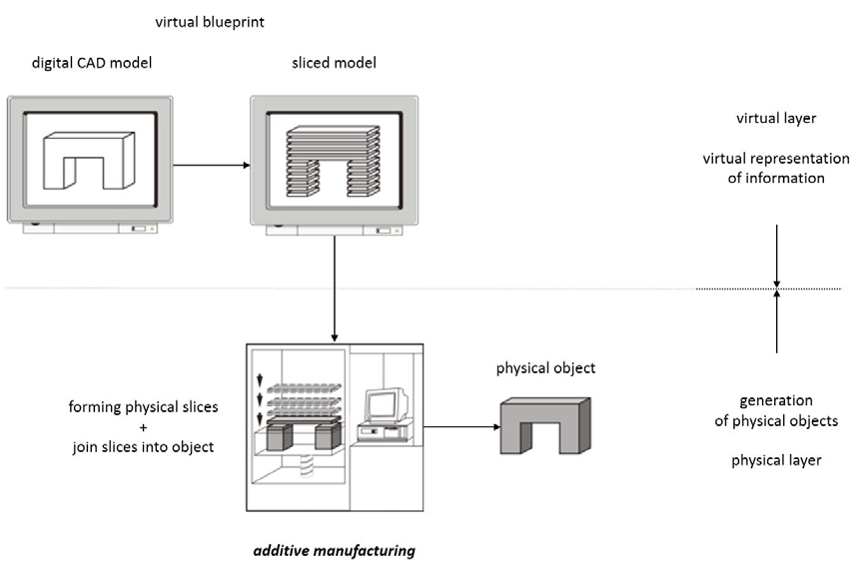 virtual blueprint
digital CAD model
sliced model
virtual layer
virtual representation
of information
forming physical slices
+
join slices into object
physical object
generation
of physical objects
physical layer
additive manufacturing